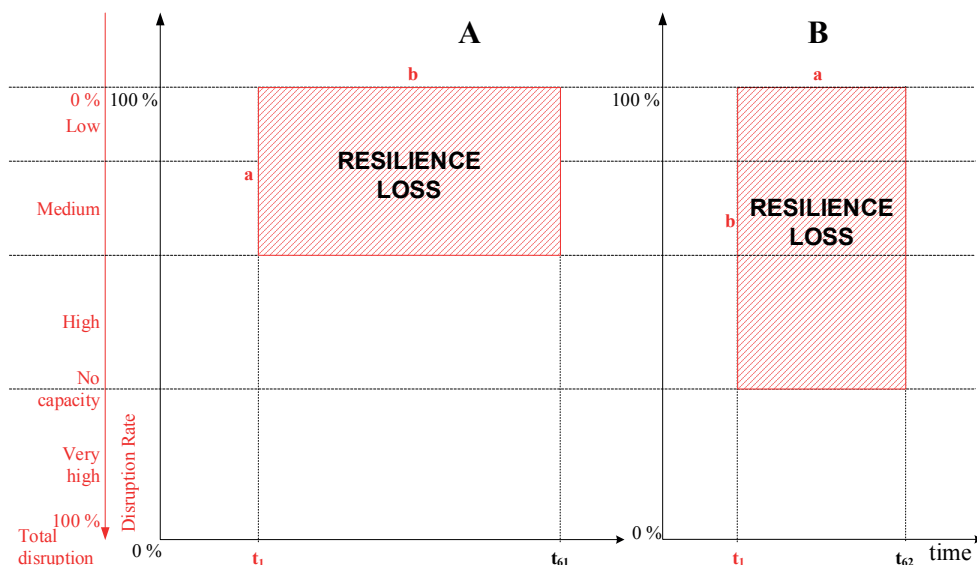 A
B
b
a
0 %
100 %
100 %
Low
RESILIENCE
LOSS
a
Medium
b
RESILIENCE
LOSS
High
No
capacity
Disruption Rate
Very
high
100 %
Total
disruption
0 %
0 %
t1
t61
t1
t62
time